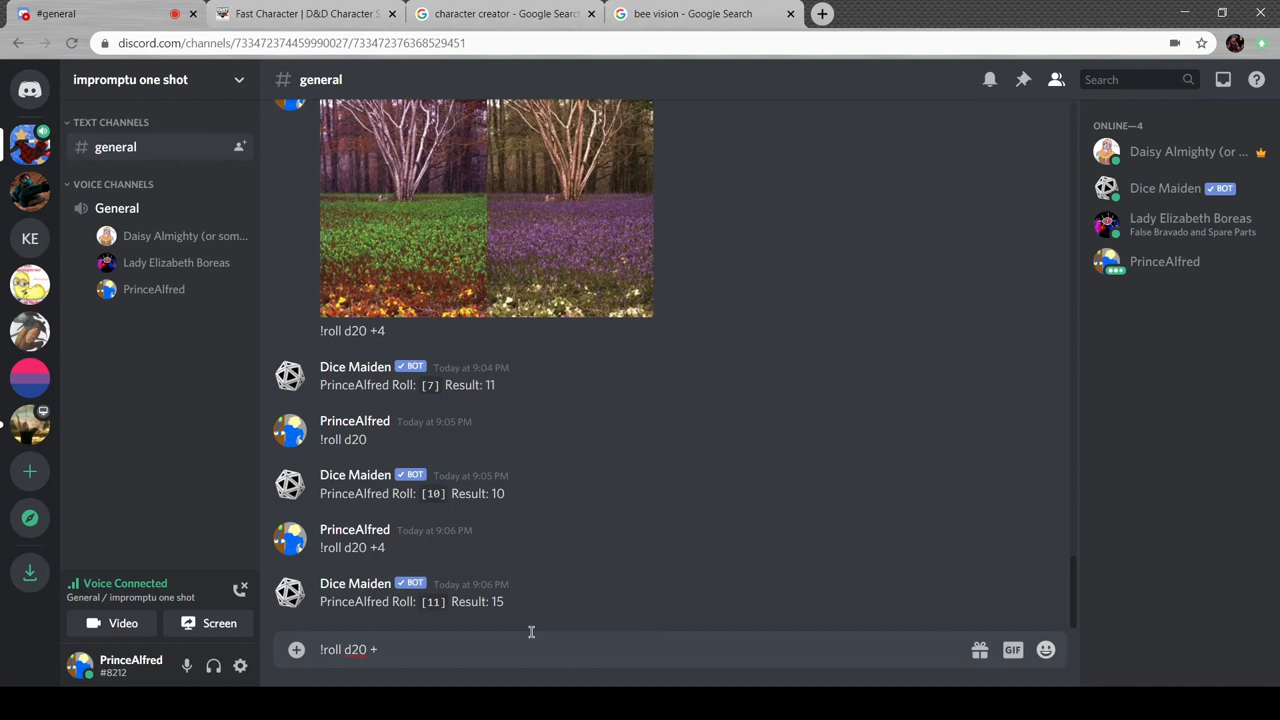 #general
Fast Character | D&D Character S
character creator - Google Searc
bee vision - Google Search
discord.com/channels/733472374459990027/733472376368529451
impromptu one shot
general
Search
TEXT CHANNELS
general
VOICE CHANNELS
General
Daisy Almighty (or som...
Lady Elizabeth Boreas
PrinceAlfred
KE
!roll d20 +4
Dice Maiden BOT Today at 9:04 PM
PrinceAlfred Roll: [7] Result: 11
PrinceAlfred Today at 9:05 PM
!roll d20
Dice Maiden BOT Today at 9:05 PM
PrinceAlfred Roll: [10] Result: 10
PrinceAlfred Today at 9:06 PM
!roll d20 +4
Dice Maiden BOT Today at 9:06 PM
PrinceAlfred Roll: [11] Result: 15
!roll d20 +
GIF
ONLINE—4
Daisy Almighty (or ...
Dice Maiden BOT
Lady Elizabeth Boreas
False Bravado and Spare Parts
PrinceAlfred
Voice Connected
General / impromptu one shot
Video
Screen
PrinceAlfred
#8212